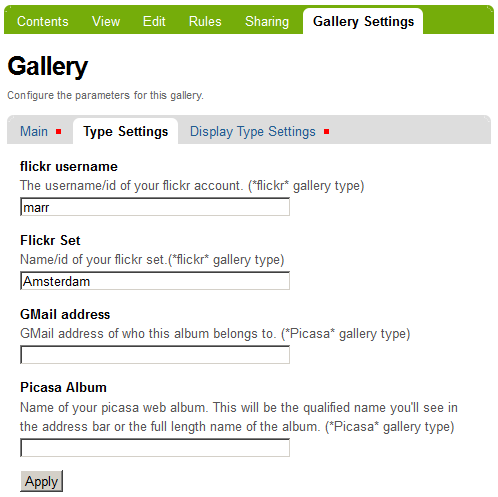 Contents View Edit Rules Sharing Gallery Settings
Gallery
Configure the parameters for this gallery.
Main Type Settings Display Type Settings
flickr username
The username/id of your flickr account. (*flickr* gallery type)
marr
Flickr Set
Name/id of your flickr set.(*flickr* gallery type)
Amsterdam
GMail address
GMail address of who this album belongs to. (*Picasa* gallery type)
Picasa Album
Name of your picasa web album. This will be the qualified name you'll see in
the address bar or the full length name of the album. (*Picasa* gallery type)
Apply